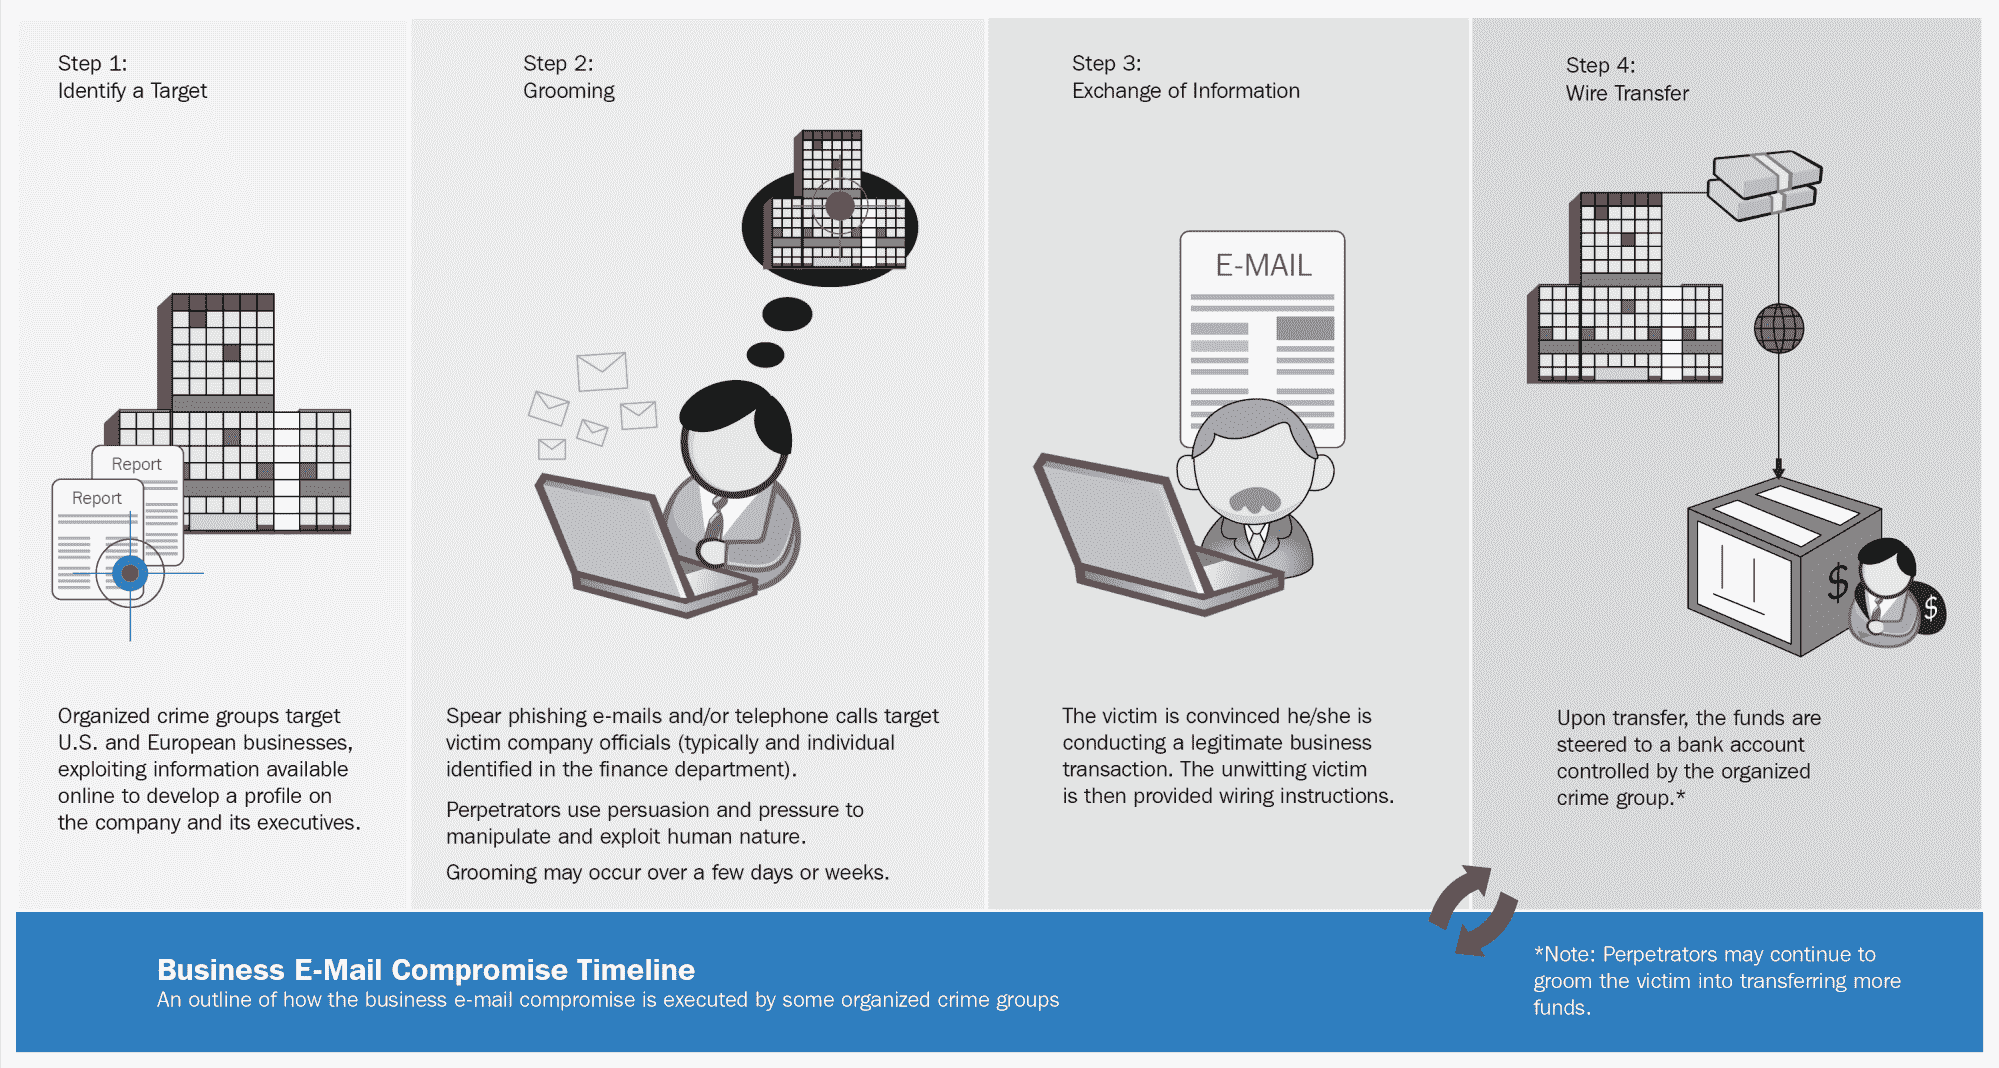 Step 1:
Identify a Target
Report
Report
Organized crime groups target
U.S. and European businesses,
exploiting information available
online to develop a profile on
the company and its executives.
Step 2:
Grooming
Spear phishing e-mails and/or telephone calls target
victim company officials (typically and individual
identified in the finance department).
Perpetrators use persuasion and pressure to
manipulate and exploit human nature.
Grooming may occur over a few days or weeks.
Step 3:
Exchange of Information
E-MAIL
The victim is convinced he/she is
conducting a legitimate business
transaction. The unwitting victim
is then provided wiring instructions.
Step 4:
Wire Transfer
$
$
Upon transfer, the funds are
steered to a bank account
controlled by the organized
crime group.*
Business E-Mail Compromise Timeline
An outline of how the business e-mail compromise is executed by some organized crime groups
*Note: Perpetrators may continue to
groom the victim into transferring more
funds.